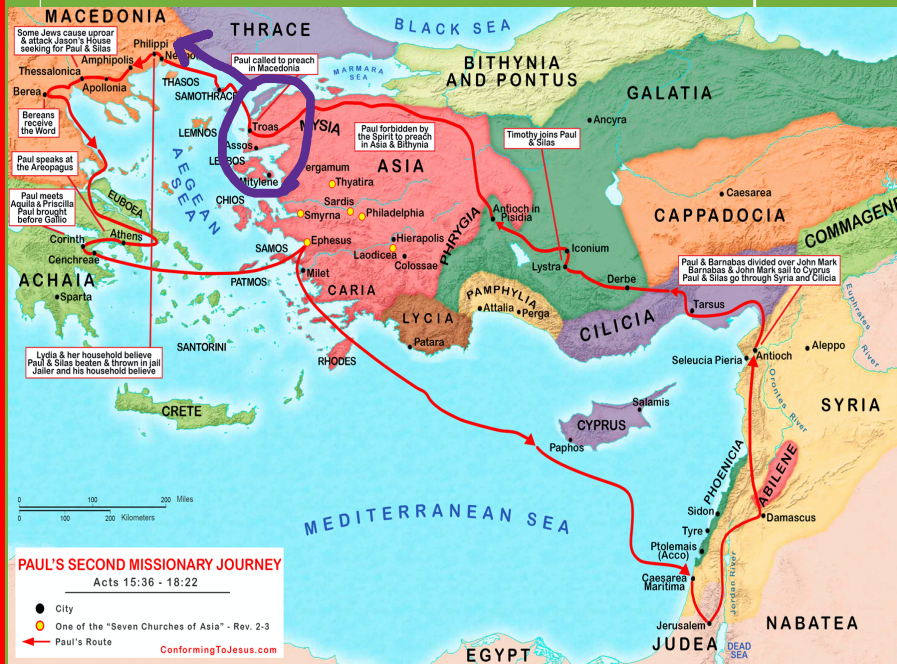 MACEDONIA
THRACE
BLACK SEA
Some Jews cause uproar
& attack Jason's House
seeking for Paul & Silas
Philippi
Amphipolis
Thessalonica
Apollonia
Berea
Paul called to preach
in Macedonia
MARMARA
SEA
BITHYNIA
AND PONTUS
GALATIA
THASOS
SAMOTHRACE
Bereans
receive
the Word
LEMNOS
Troas
MYSIA
Assos
Paul forbidden by
the Spirit to preach
in Asia & Bithynia
Timothy joins Paul
& Silas
Ancyra
Paul speaks at
the Areopagus
AEGEAN
SEA
LESBOS
Mitylene
Pergamum
ASIA
Thyatira
Paul meets
Aquila & Priscilla
Paul brought
before Gallio
EUBOEA
CHIOS
Sardis
Smyrna
Philadelphia
Antioch in
Pisidia
Caesarea
CAPPADOCIA
COMMAGENE
Corinth
Athens
Cenchreae
SAMOS
Ephesus
Hierapolis
Laodicea
Colossae
PHRYGIA
Iconium
Lystra
Derbe
Paul & Barnabas divided over John Mark
Barnabas & John Mark sail to Cyprus
Paul & Silas go through Syria and Cilicia
ACHAIA
Sparta
PATMOS
Milet
CARIA
PAMPHYLIA
Attalia
Perga
LYCIA
Patara
CILICIA
Tarsus
Euphrates
River
SANTORINI
RHODES
Lydia & her household believe
Paul & Silas beaten & thrown in jail
Jailer and his household believe
Seleucia Pieria
Antioch
Aleppo
Orontes River
CRETE
Salamis
CYPRUS
Paphos
SYRIA
PHOENICIA
ABILENE
0 100 200 Miles
0 100 200 Kilometers
MEDITERRANEAN SEA
Sidon
Damascus
Tyre
Ptolemais
(Acco)
PAUL'S SECOND MISSIONARY JOURNEY
Acts 15:36 - 18:22
City
One of the "Seven Churches of Asia" - Rev. 2-3
Paul's Route
ConformingToJesus.com
Caesarea
Maritima
Jordan River
Jerusalem
JUDEA
DEAD
SEA
NABATEA
EGYPT